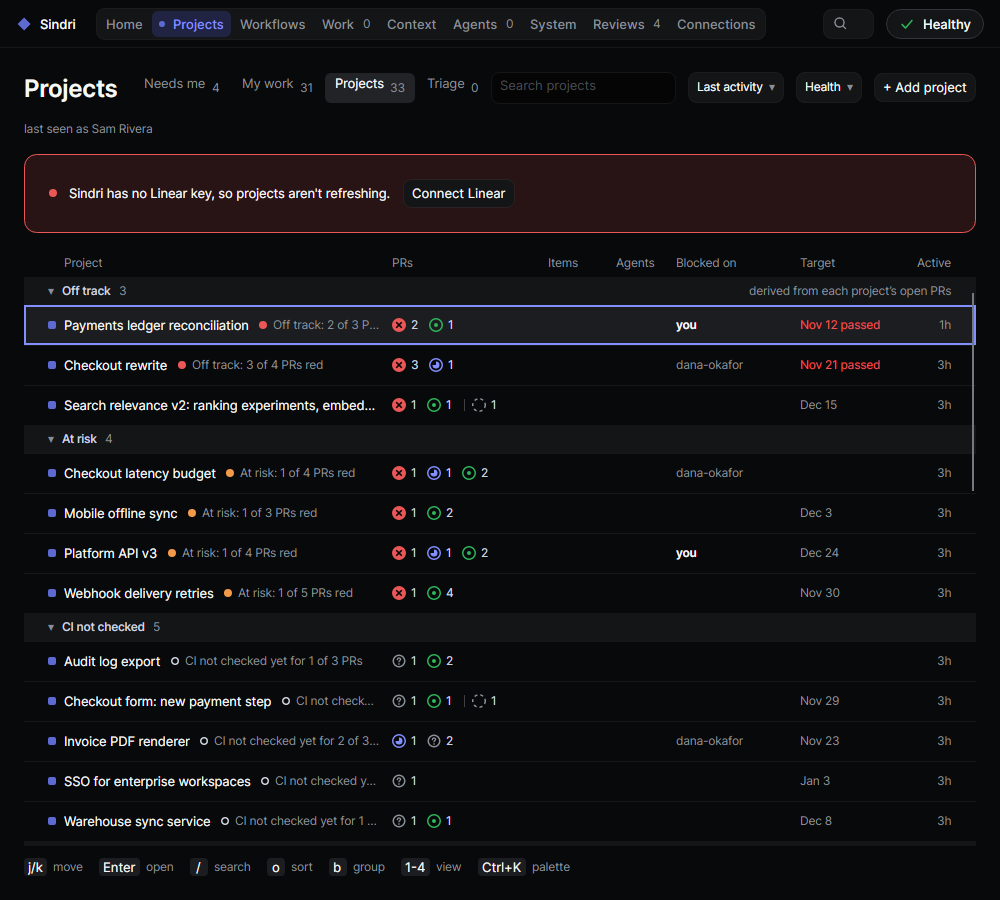 Sindri Home Projects Workflows Work 0 Context Agents 0 System Reviews 4 Connections Healthy
Projects Needs me 4 My work 31 Projects 33 Triage 0 Search projects Last activity ▾ Health ▾ + Add project
last seen as Sam Rivera
Sindri has no Linear key, so projects aren't refreshing. Connect Linear
Project PRs Items Agents Blocked on Target Active
▾ Off track 3 derived from each project's open PRs
Payments ledger reconciliation Off track: 2 of 3 P... 2 1 you Nov 12 passed 1h
Checkout rewrite Off track: 3 of 4 PRs red 3 1 dana-okafor Nov 21 passed 3h
Search relevance v2: ranking experiments, embed... 1 1 1 Dec 15 3h
▾ At risk 4
Checkout latency budget At risk: 1 of 4 PRs red 1 1 2 dana-okafor 3h
Mobile offline sync At risk: 1 of 3 PRs red 1 2 Dec 3 3h
Platform API v3 At risk: 1 of 4 PRs red 1 1 2 you Dec 24 3h
Webhook delivery retries At risk: 1 of 5 PRs red 1 4 Nov 30 3h
▾ CI not checked 5
Audit log export CI not checked yet for 1 of 3 PRs ? 1 2 3h
Checkout form: new payment step CI not check... ? 1 1 1 Nov 29 3h
Invoice PDF renderer CI not checked yet for 2 of 3... 1 ? 2 dana-okafor Nov 23 3h
SSO for enterprise workspaces CI not checked y... ? 1 Jan 3 3h
Warehouse sync service CI not checked yet for 1 ... ? 1 1 Dec 8 3h
j/k move Enter open / search o sort b group 1-4 view Ctrl+K palette